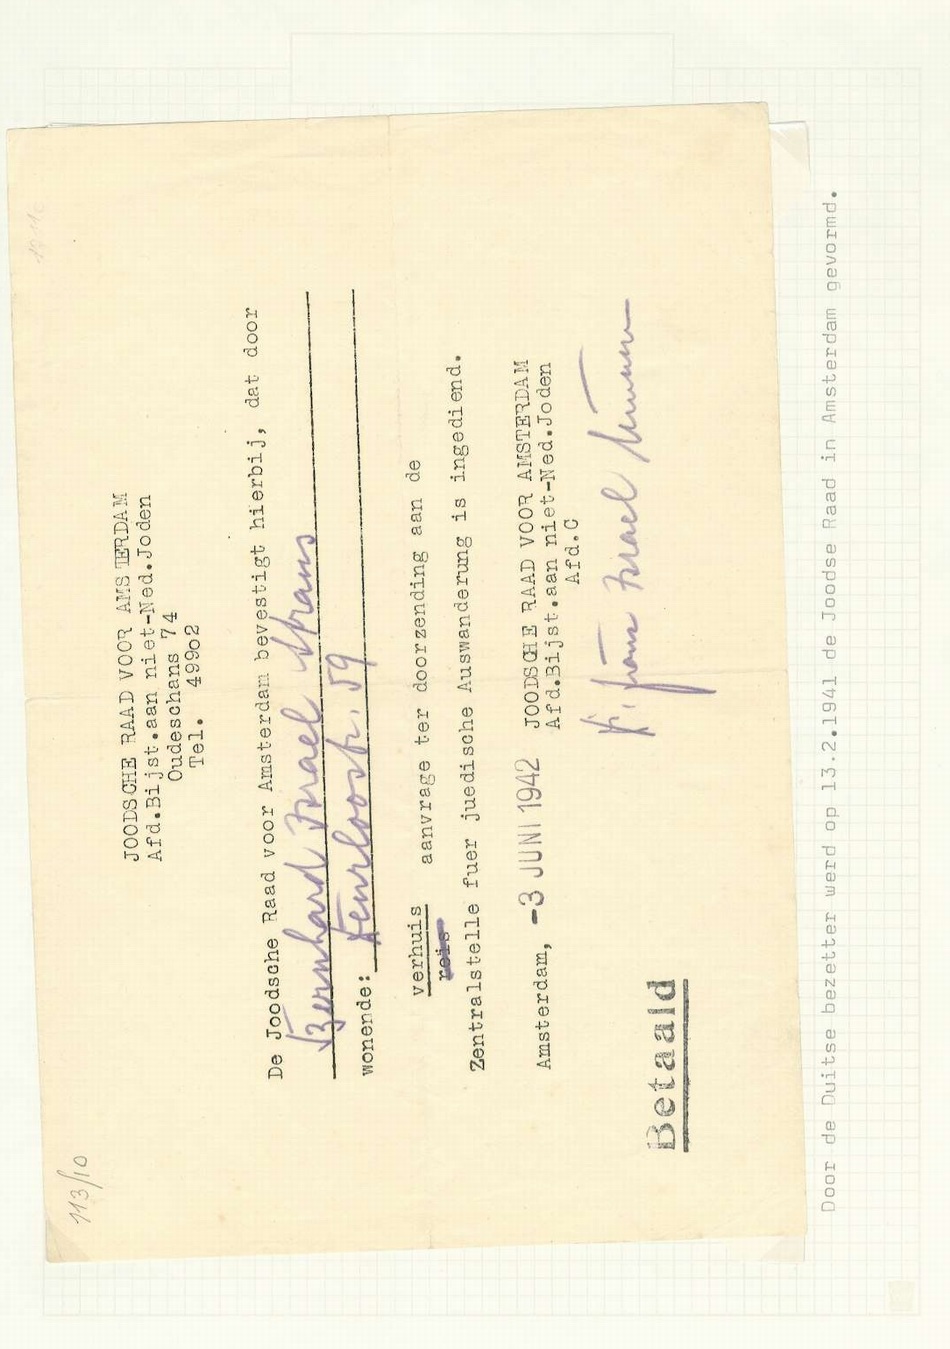 113/10
JOODSCHE RAAD VOOR AMSTERDAM
Afd.Bijst.aan niet-Ned.Joden
Oudeschans 74
Tel. 49902
De Joodsche Raad voor Amsterdam bevestigt hierbij, dat door
Bernhard Israel
wonende: 59
verhuis
reis
aanvrage ter doorzending aan de
Zentralstelle fuer juedische Auswanderung is ingediend.
Amsterdam, -3 JUNI 1942
JOODSCHE RAAD VOOR AMSTERDAM
Afd.Bijst.aan niet-Ned.Joden
Afd.C
Israel
Betaald
Door de Duitse bezetter werd op 13.2.1941 de Joodse Raad in Amsterdam gevormd.